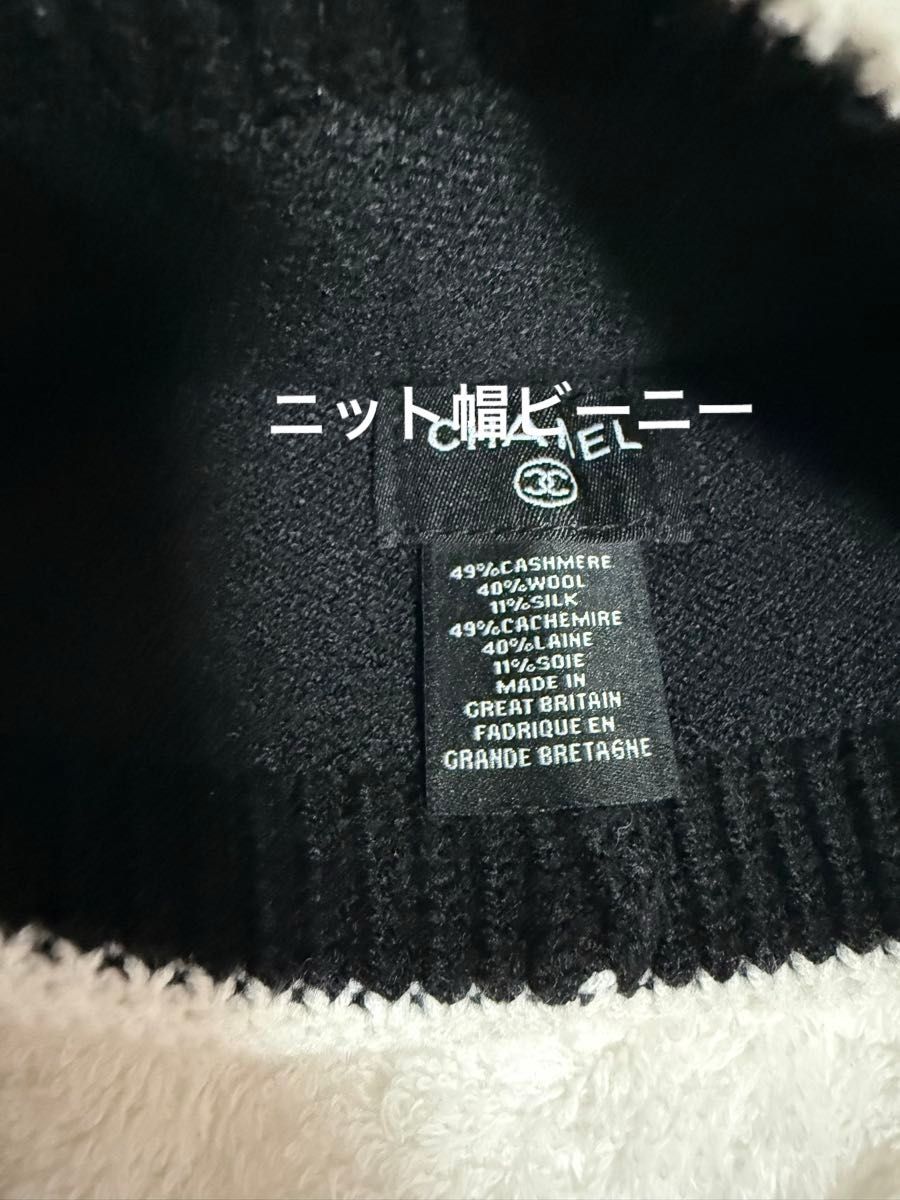 ニット帽ビーニー
CHANEL
49%CASHMERE
40%WOOL
11%SILK
49%CACHEMIRE
40%LAINE
11%SOIE
MADE IN
GREAT BRITAIN
FABRIQUE EN
GRANDE BRETAGNE